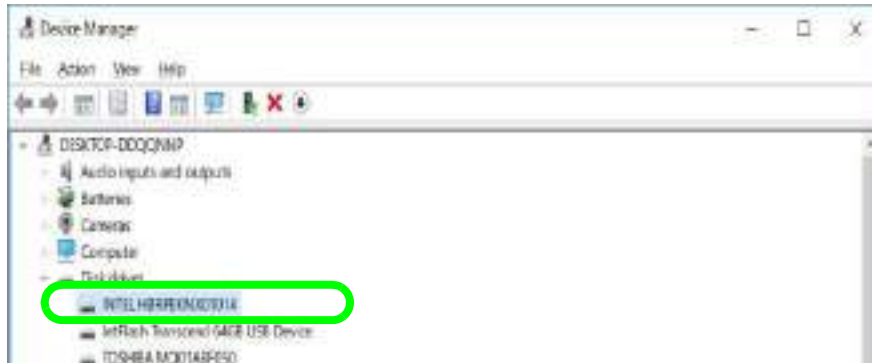 Device Manager
File Action View Help
Audio inputs and outputs
Batteries
Cameras
Computer
Disk drives
INTEL
JetFlash Transcend 64GB USB Device
TOSHIBA